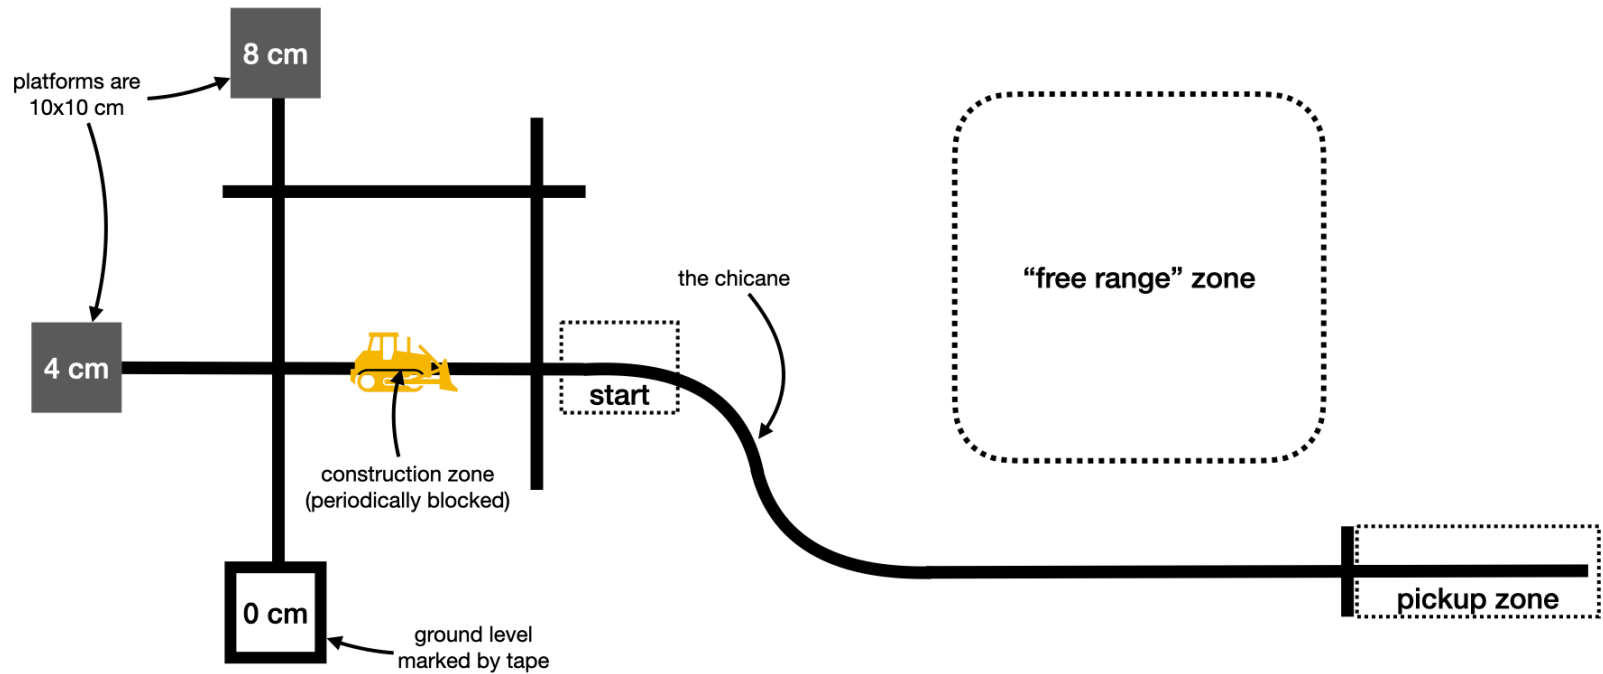 8 cm
platforms are
10x10 cm
the chicane
“free range” zone
4 cm
start
construction zone
(periodically blocked)
0 cm
pickup zone
ground level
marked by tape